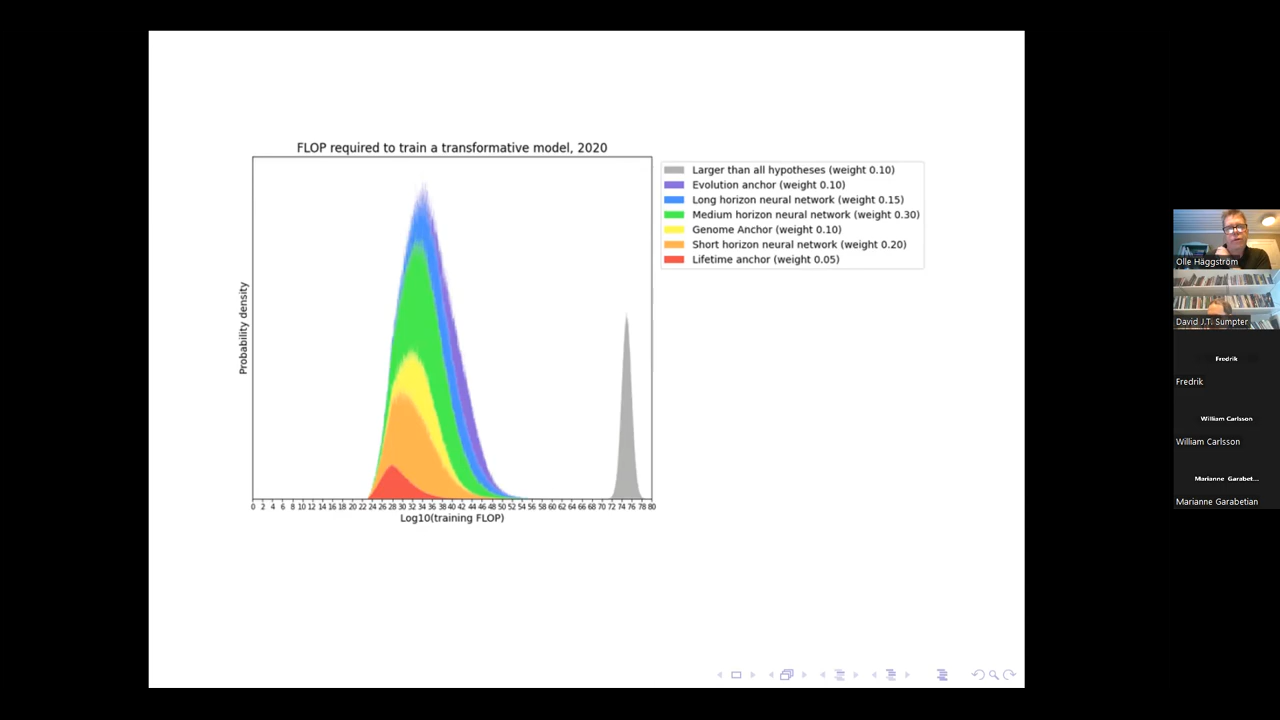 FLOP required to train a transformative model, 2020
Probability density
0 2 4 6 8 10 12 14 16 18 20 22 24 26 28 30 32 34 36 38 40 42 44 46 48 50 52 54 56 58 60 62 64 66 68 70 72 74 76 78 80
Log10(training FLOP)
Larger than all hypotheses (weight 0.10)
Evolution anchor (weight 0.10)
Long horizon neural network (weight 0.15)
Medium horizon neural network (weight 0.30)
Genome Anchor (weight 0.10)
Short horizon neural network (weight 0.20)
Lifetime anchor (weight 0.05)
Olle Häggström
David J.T. Sumpter
Fredrik
Fredrik
William Carlsson
William Carlsson
Marianne Garabet...
Marianne Garabetian